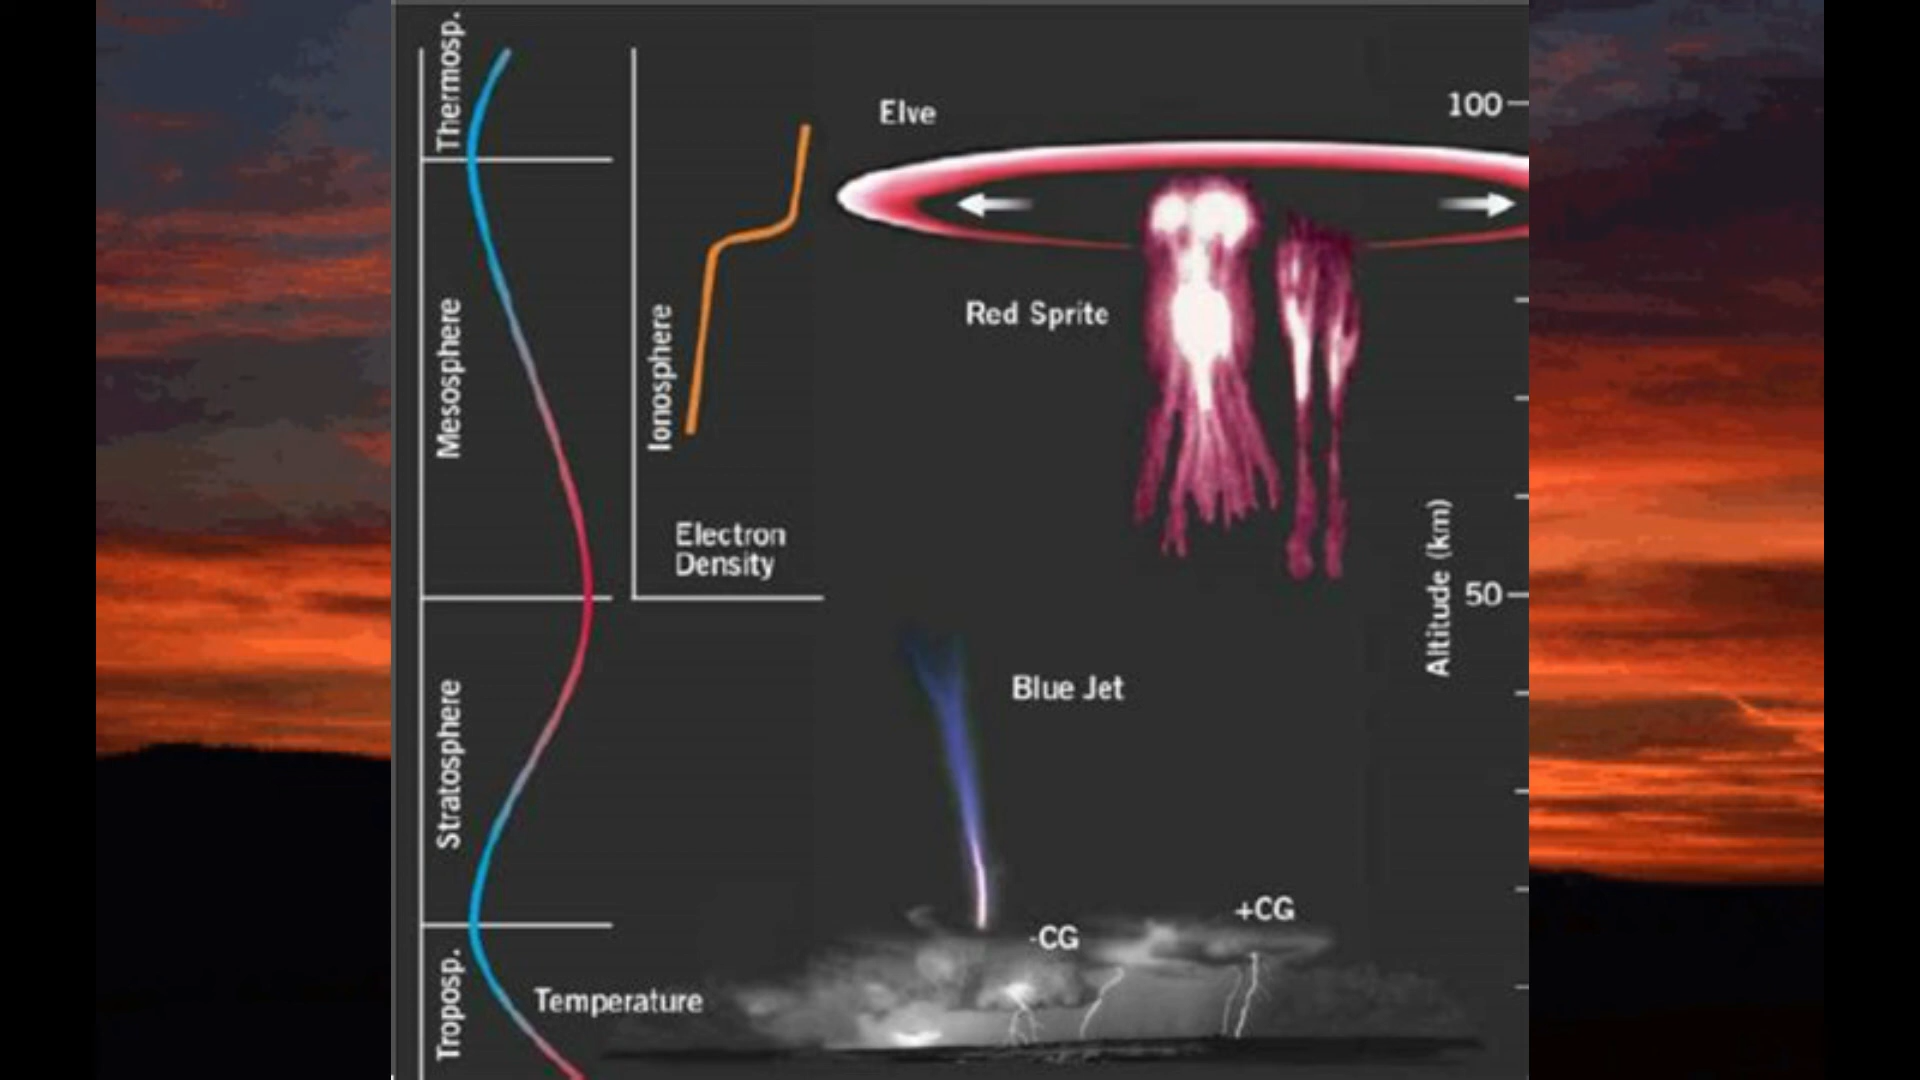 Thermosp.
Mesosphere
Stratosphere
Troposp.
Temperature
Ionosphere
Electron
Density
Elve
Red Sprite
Blue Jet
-CG
+CG
100
50
Altitude (km)